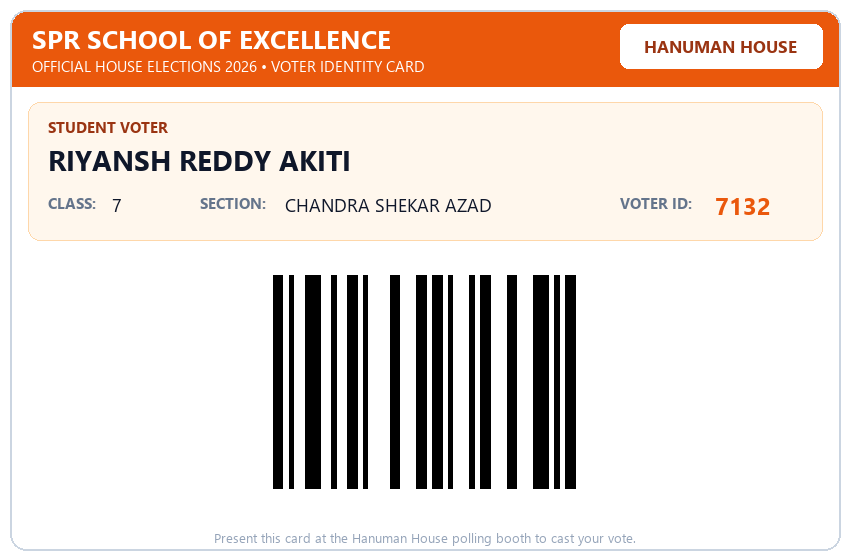 SPR SCHOOL OF EXCELLENCE
OFFICIAL HOUSE ELECTIONS 2026 • VOTER IDENTITY CARD
HANUMAN HOUSE
STUDENT VOTER
RIYANSH REDDY AKITI
CLASS: 7 SECTION: CHANDRA SHEKAR AZAD VOTER ID: 7132
Present this card at the Hanuman House polling booth to cast your vote.